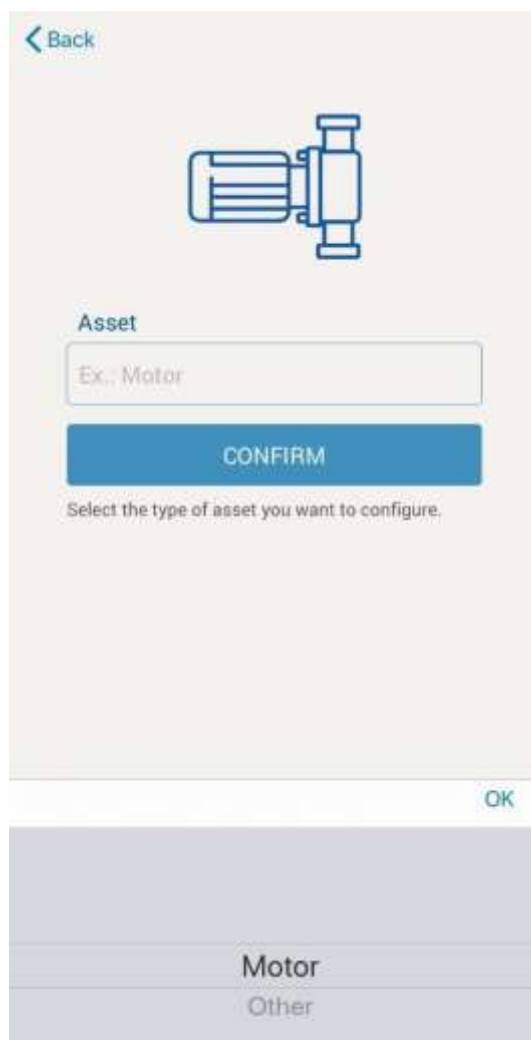 Back
Asset
Ex.: Motor
CONFIRM
Select the type of asset you want to configure.
OK
Motor
Other